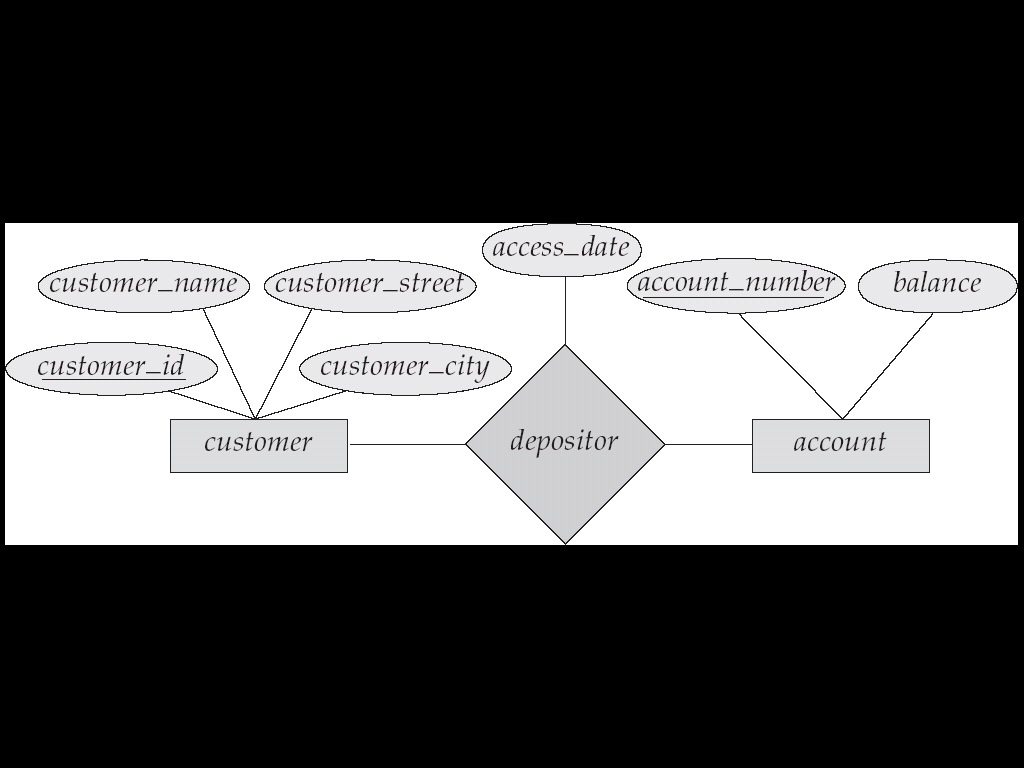 access_date
customer_name
customer_street
account_number
balance
customer_id
customer_city
customer
depositor
account